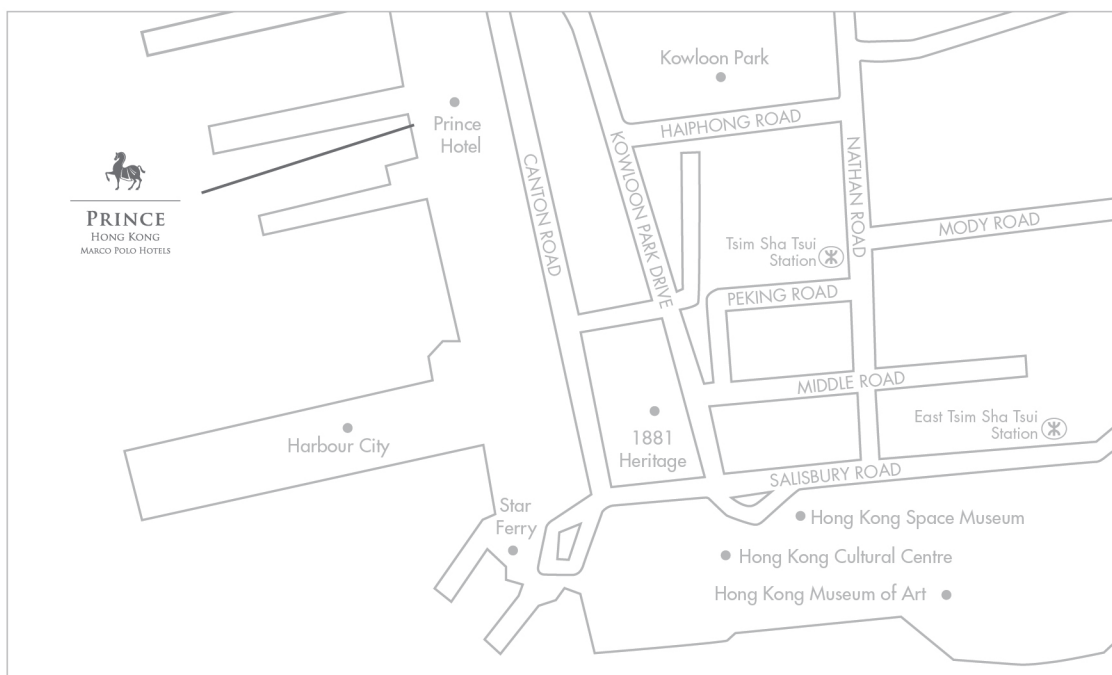 Kowloon Park
Prince
Hotel
HAIPHONG ROAD
CANTON ROAD
KOWLOON PARK DRIVE
NATHAN ROAD
PRINCE
HONG KONG
MARCO POLO HOTELS
MODY ROAD
Tsim Sha Tsui
Station
PEKING ROAD
MIDDLE ROAD
East Tsim Sha Tsui
Station
Harbour City
1881
Heritage
SALISBURY ROAD
Star
Ferry
Hong Kong Space Museum
Hong Kong Cultural Centre
Hong Kong Museum of Art